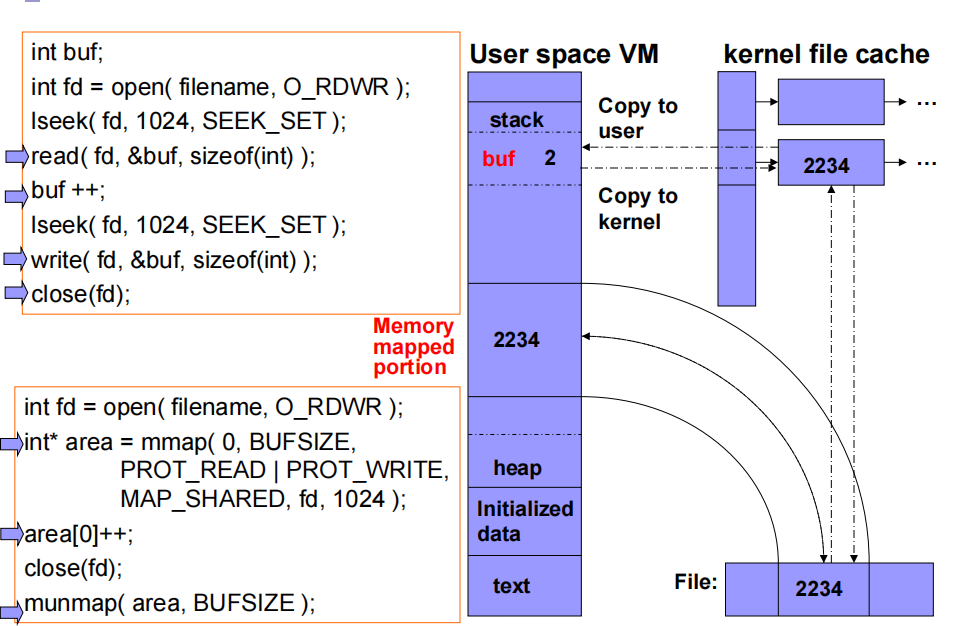 int buf;
int fd = open( filename, O_RDWR );
lseek( fd, 1024, SEEK_SET );
read( fd, &buf, sizeof(int) );
buf ++;
lseek( fd, 1024, SEEK_SET );
write( fd, &buf, sizeof(int) );
close(fd);
User space VM
stack
buf 2
2234
Memory
mapped
portion
heap
Initialized
data
text
Copy to
user
Copy to
kernel
kernel file cache
...
2234 ...
int fd = open( filename, O_RDWR );
int* area = mmap( 0, BUFSIZE,
PROT_READ | PROT_WRITE,
MAP_SHARED, fd, 1024 );
area[0]++;
close(fd);
munmap( area, BUFSIZE );
File: 2234